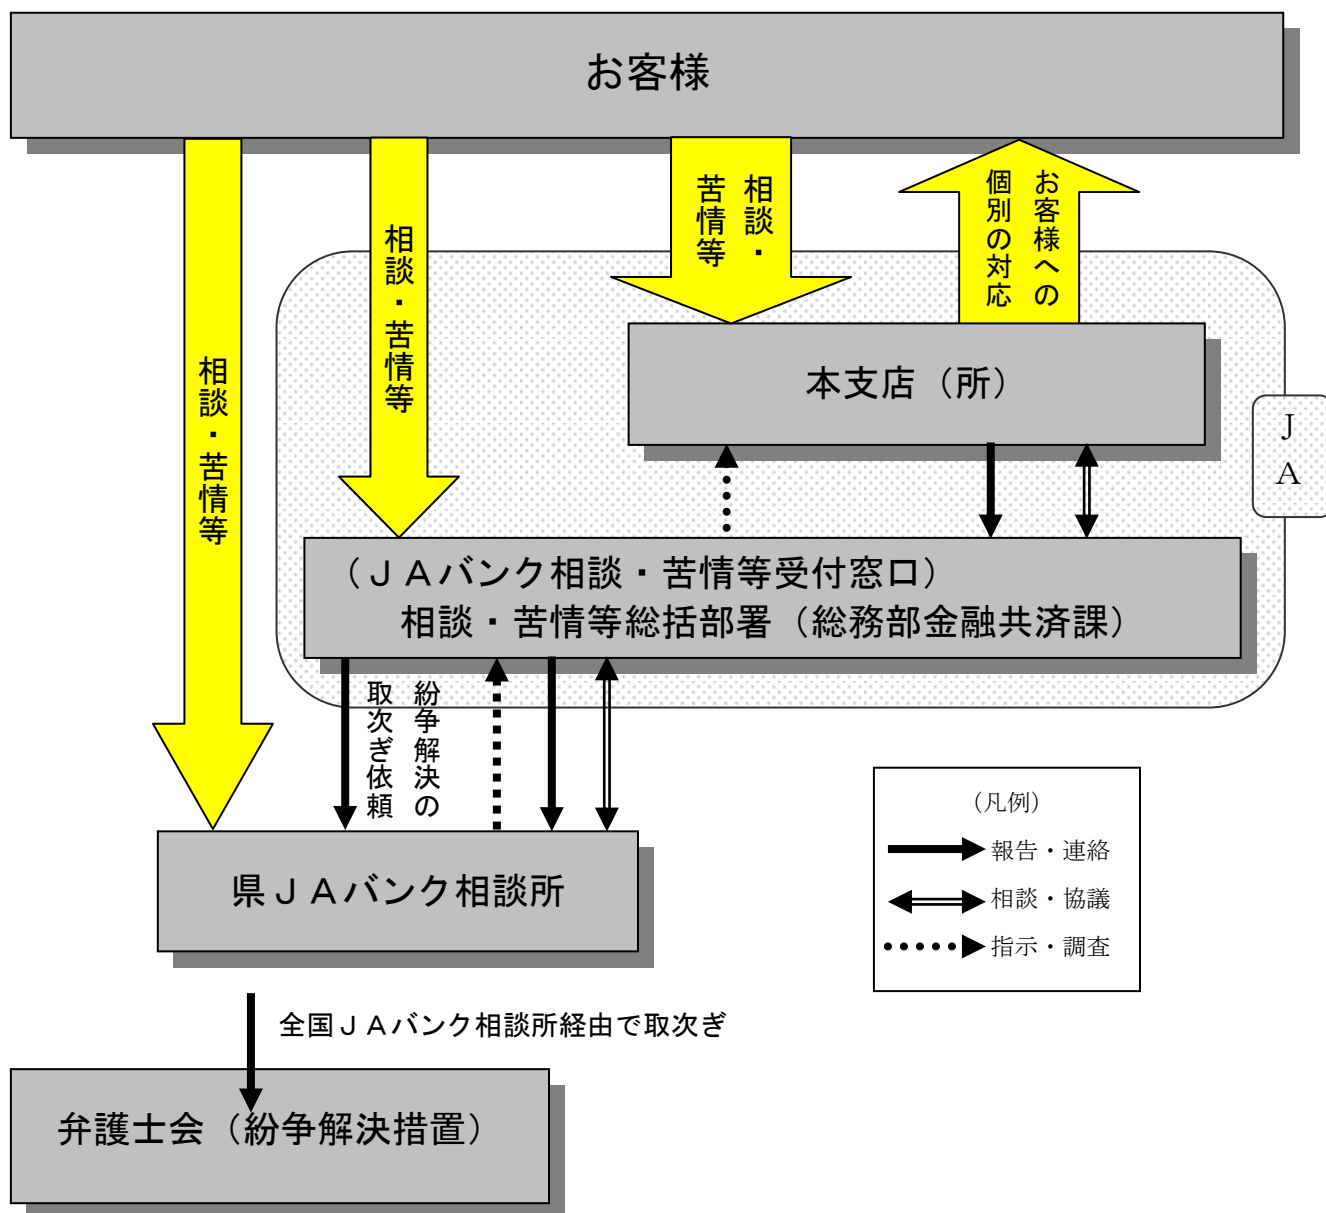 お客様
相談・
苦情等
お客様への
個別の対応
相談・苦情等
相談・苦情等
本支店（所）
ＪＡ
（ＪＡバンク相談・苦情等受付窓口）
相談・苦情等総括部署（総務部金融共済課）
紛争解決の
取次ぎ依頼
県ＪＡバンク相談所
（凡例）
報告・連絡
相談・協議
指示・調査
全国ＪＡバンク相談所経由で取次ぎ
弁護士会（紛争解決措置）